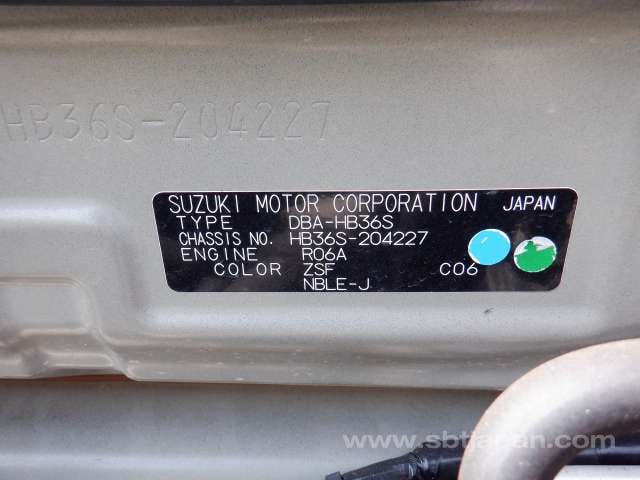 HB36S-204227
SUZUKI MOTOR CORPORATION JAPAN
TYPE DBA-HB36S
CHASSIS NO. HB36S-204227
ENGINE R06A
COLOR ZSF C06
NBLE-J
www.sbtjapan.com